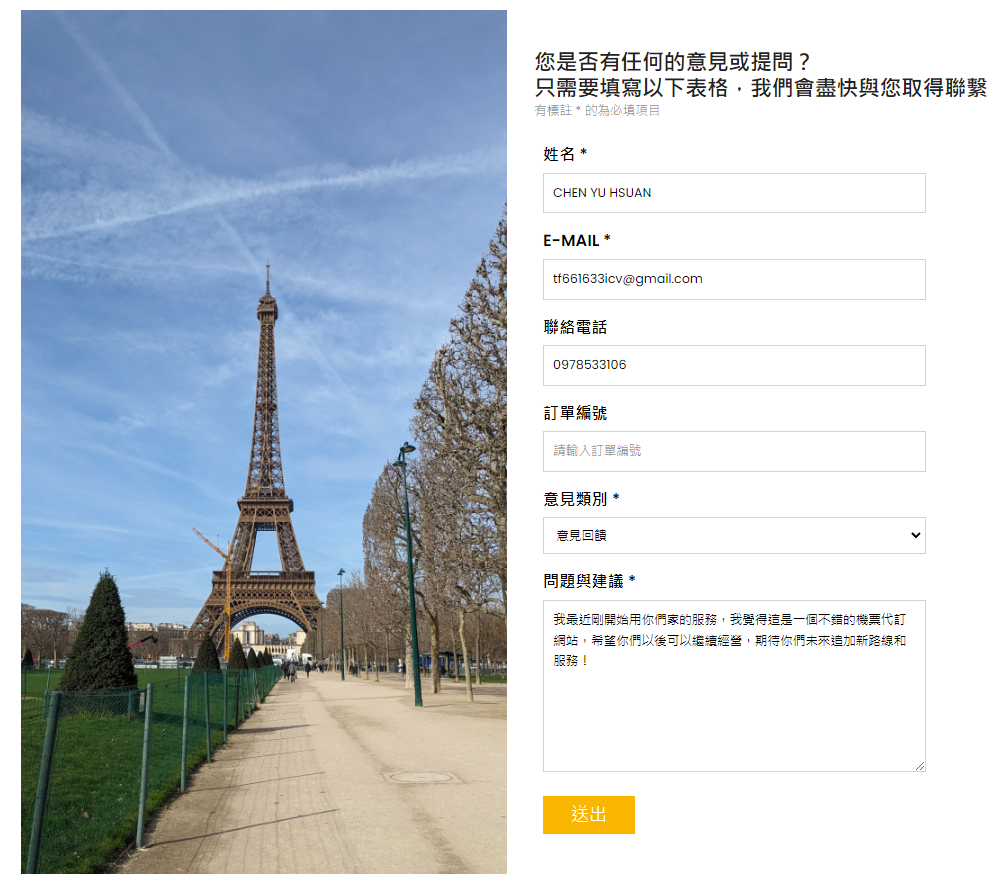 您是否有任何的意見或提問？
只需要填寫以下表格，我們會盡快與您取得聯繫
有標註 * 的為必填項目
姓名 *
CHEN YU HSUAN
E-MAIL *
tf661633icv@gmail.com
聯絡電話
0978533106
訂單編號
請輸入訂單編號
意見類別 *
意見回饋
問題與建議 *
我最近剛開始用你們家的服務，我覺得這是一個不錯的機票代訂
網站，希望你們以後可以繼續經營，期待你們未來追加新路線和
服務！
送出